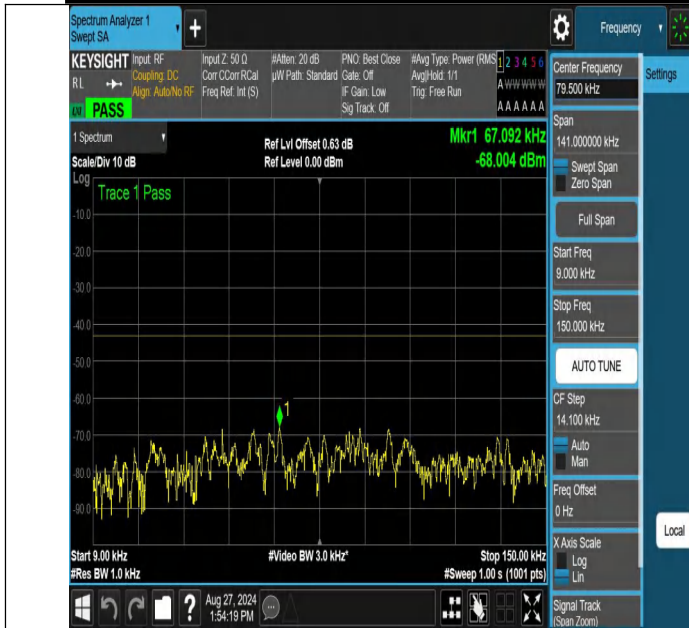 Spectrum Analyzer 1
Swept SA
+
Frequency
KEYSIGHT
RL
LXI
PASS
Input: RF
Coupling: DC
Align: Auto/No RF
Input Z: 50 Ω
Corr CCorr RCal
Freq Ref: Int (S)
#Atten: 20 dB
µW Path: Standard
PNO: Best Close
Gate: Off
IF Gain: Low
Sig Track: Off
#Avg Type: Power (RMS
Avg|Hold: 1/1
Trig: Free Run
1 2 3 4 5 6
A W W W W W
A A A A A A
1 Spectrum
Scale/Div 10 dB
Ref Lvl Offset 0.63 dB
Ref Level 0.00 dBm
Mkr1 67.092 kHz
-68.004 dBm
Log
Trace 1 Pass
-10.0
-20.0
-30.0
-40.0
-50.0
-60.0
-70.0
-80.0
-90.0
1
Start 9.00 kHz
#Res BW 1.0 kHz
#Video BW 3.0 kHz*
Stop 150.00 kHz
#Sweep 1.00 s (1001 pts)
?
Aug 27, 2024
1:54:19 PM
Center Frequency
79.500 kHz
Span
141.000000 kHz
Swept Span
Zero Span
Full Span
Start Freq
9.000 kHz
Stop Freq
150.000 kHz
AUTO TUNE
CF Step
14.100 kHz
Auto
Man
Freq Offset
0 Hz
X Axis Scale
Log
Lin
Signal Track
(Span Zoom)
Settings
Local